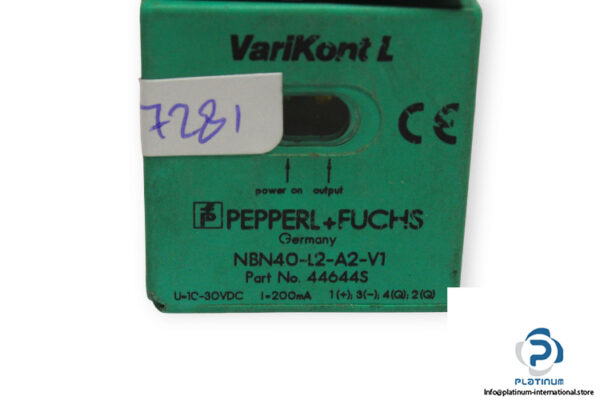 VariKont L
7281
CE
power on output
PEPPERL+FUCHS
Germany
NBN40-L2-A2-V1
Part No. 44644S
U=10-30VDC I=200mA 1(+); 3(-); 4(Q); 2(Q)
PLATINUM
Info@platinum-international.store